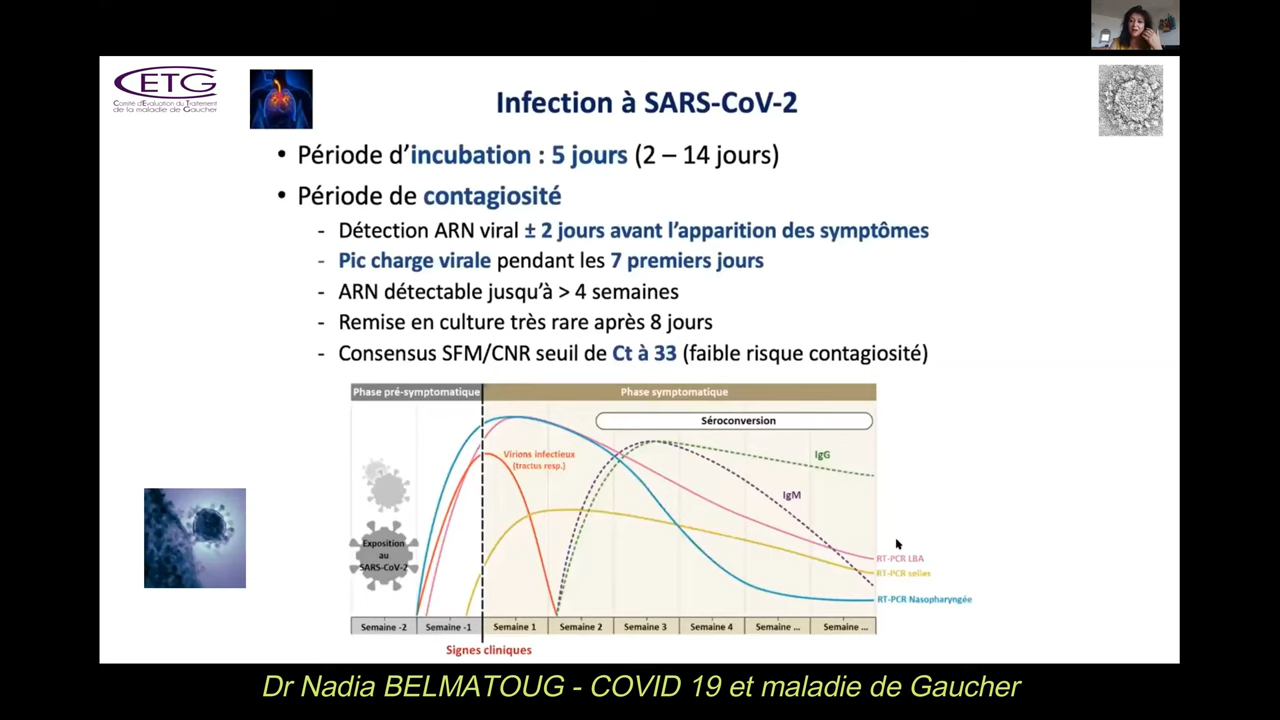 CETG
Comité d'Evaluation du Traitement
de la maladie de Gaucher
Infection à SARS-CoV-2
• Période d'incubation : 5 jours (2 – 14 jours)
• Période de contagiosité
- Détection ARN viral ± 2 jours avant l'apparition des symptômes
- Pic charge virale pendant les 7 premiers jours
- ARN détectable jusqu'à > 4 semaines
- Remise en culture très rare après 8 jours
- Consensus SFM/CNR seuil de Ct à 33 (faible risque contagiosité)
Phase pré-symptomatique
Phase symptomatique
Séroconversion
Virions infectieux
(tractus resp.)
IgG
IgM
Exposition
au
SARS-CoV-2
RT-PCR LBA
RT-PCR selles
RT-PCR Nasopharyngée
Semaine -2
Semaine -1
Semaine 1
Semaine 2
Semaine 3
Semaine 4
Semaine ...
Semaine ...
Signes cliniques
Dr Nadia BELMATOUG - COVID 19 et maladie de Gaucher